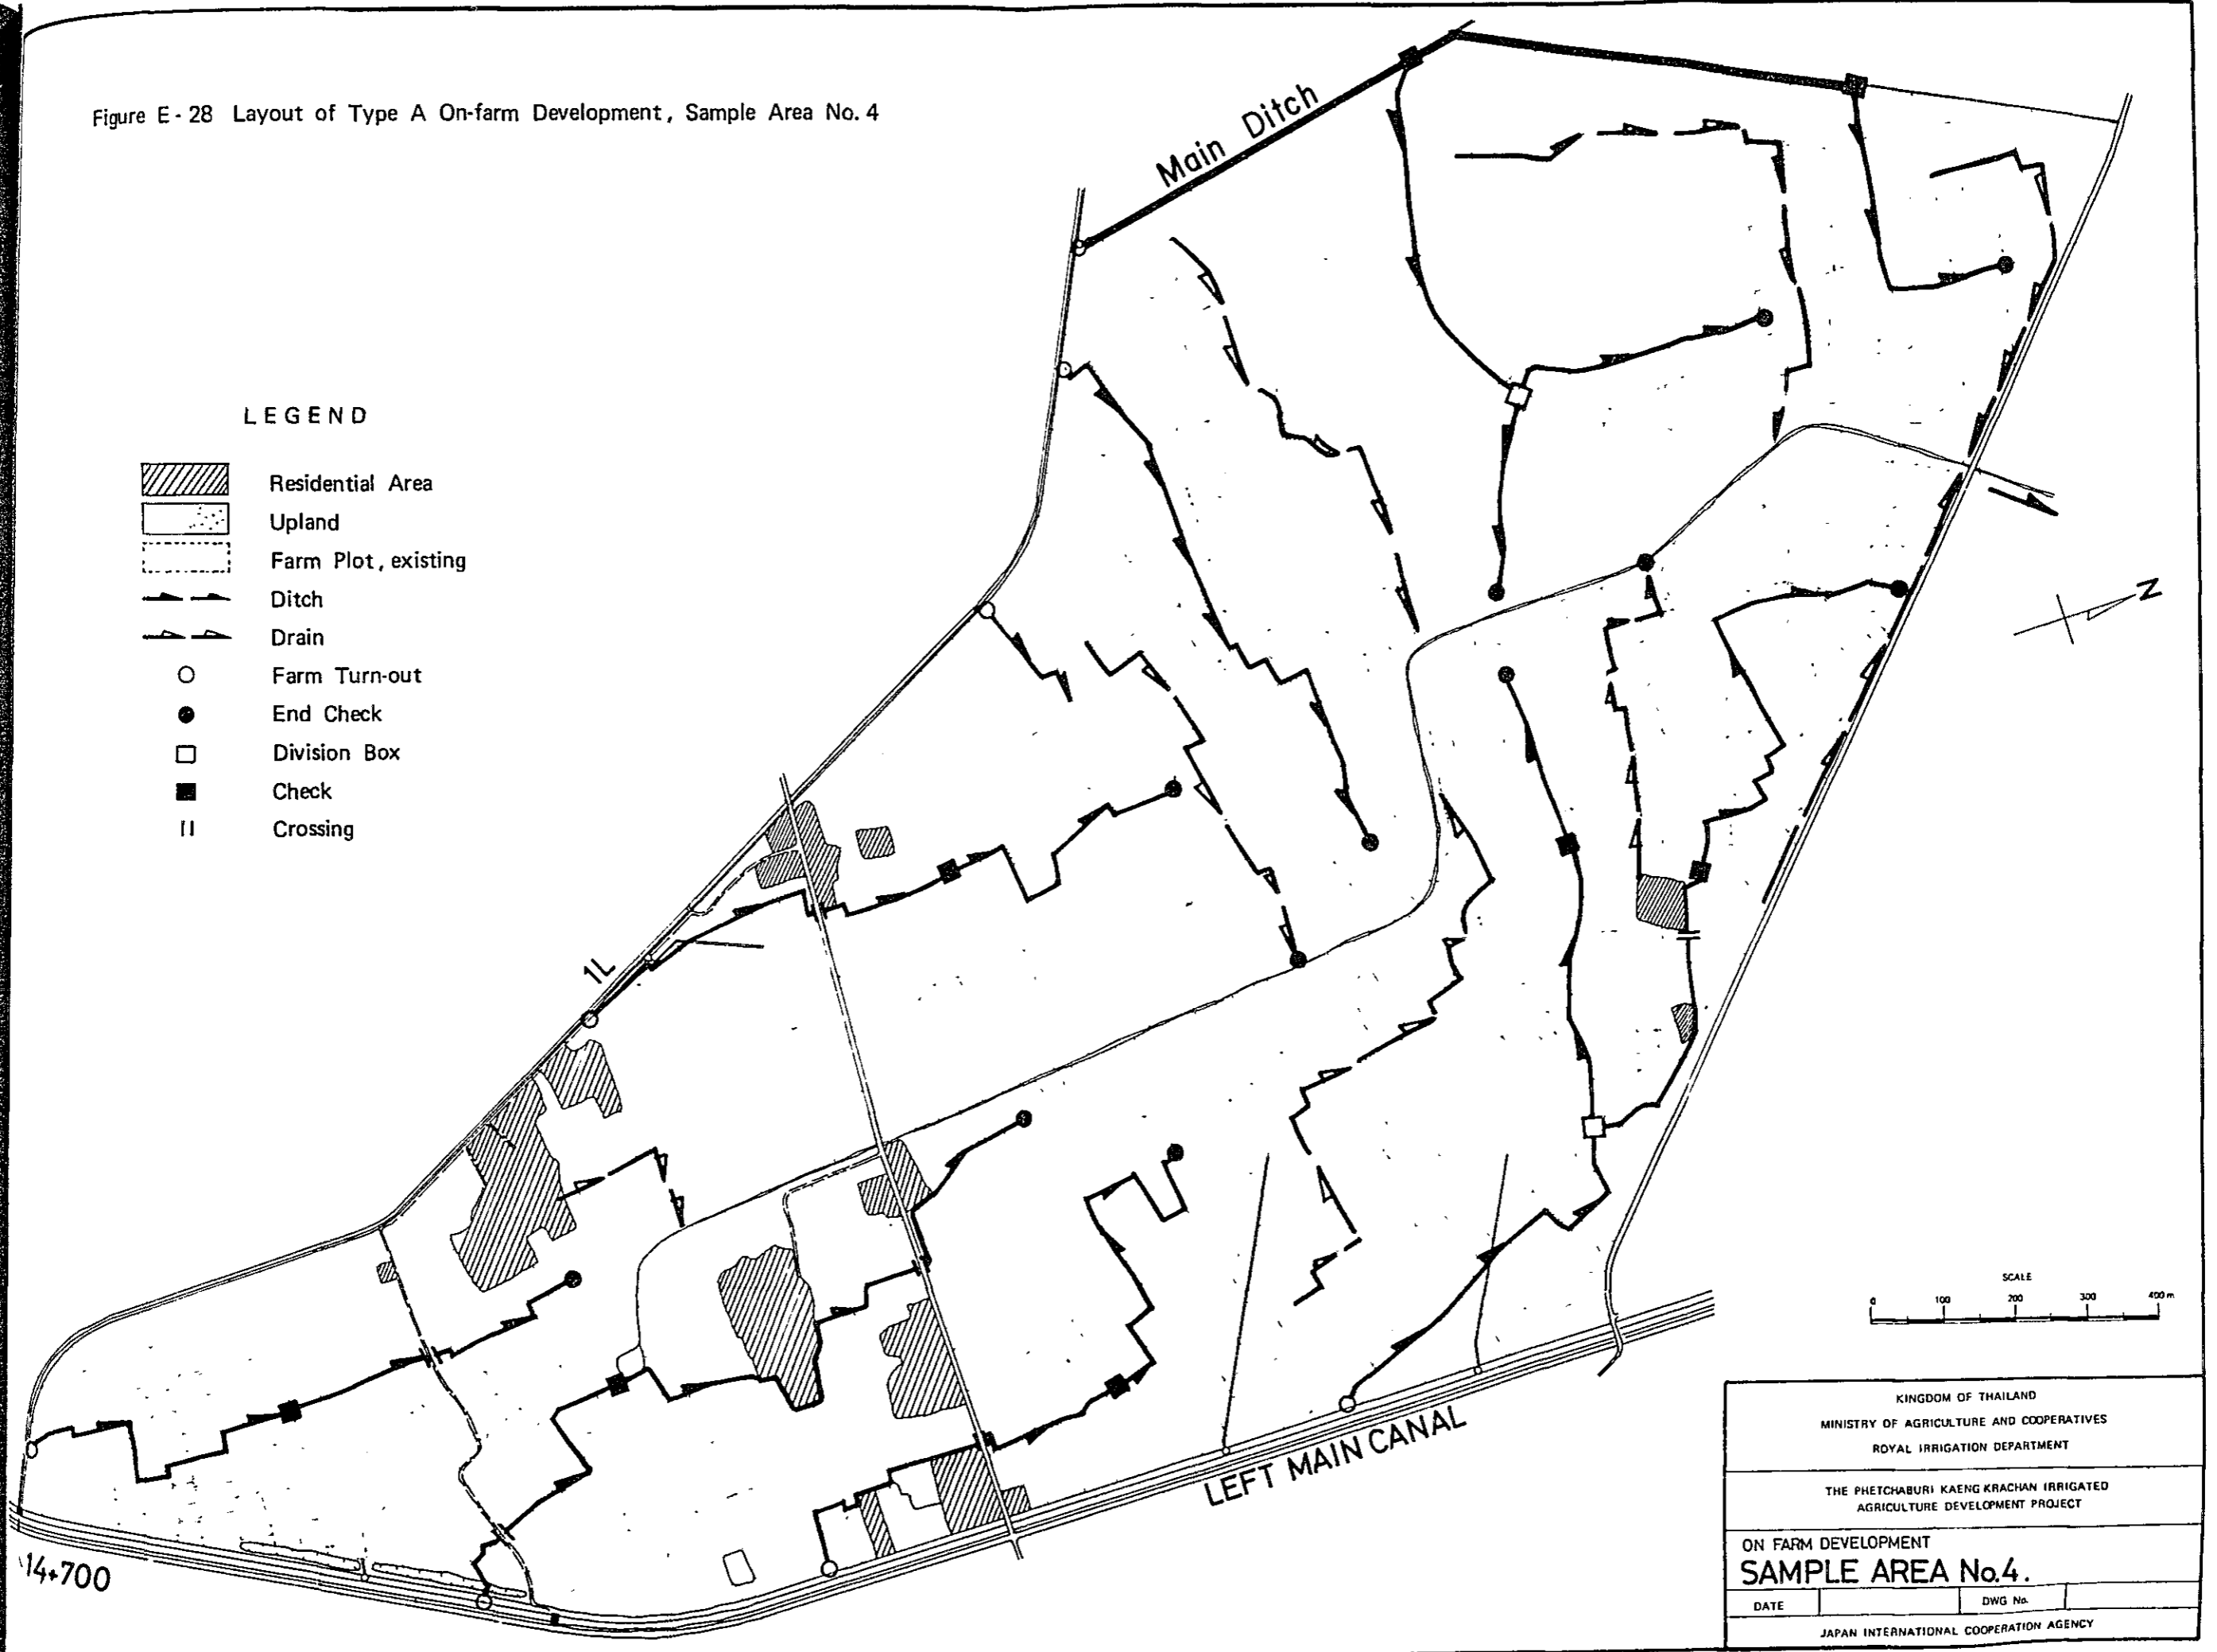 Figure E-28 Layout of Type A On-farm Development, Sample Area No. 4
Main Ditch
LEGEND
Residential Area
Upland
Farm Plot, existing
Ditch
Drain
Farm Turn-out
End Check
Division Box
Check
Crossing
N
1L
LEFT MAIN CANAL
14+700
SCALE
0 100 200 300 400 m
KINGDOM OF THAILAND
MINISTRY OF AGRICULTURE AND COOPERATIVES
ROYAL IRRIGATION DEPARTMENT
THE PHETCHABURI KAENG KRACHAN IRRIGATED
AGRICULTURE DEVELOPMENT PROJECT
ON FARM DEVELOPMENT
SAMPLE AREA No.4.
DATE DWG No.
JAPAN INTERNATIONAL COOPERATION AGENCY